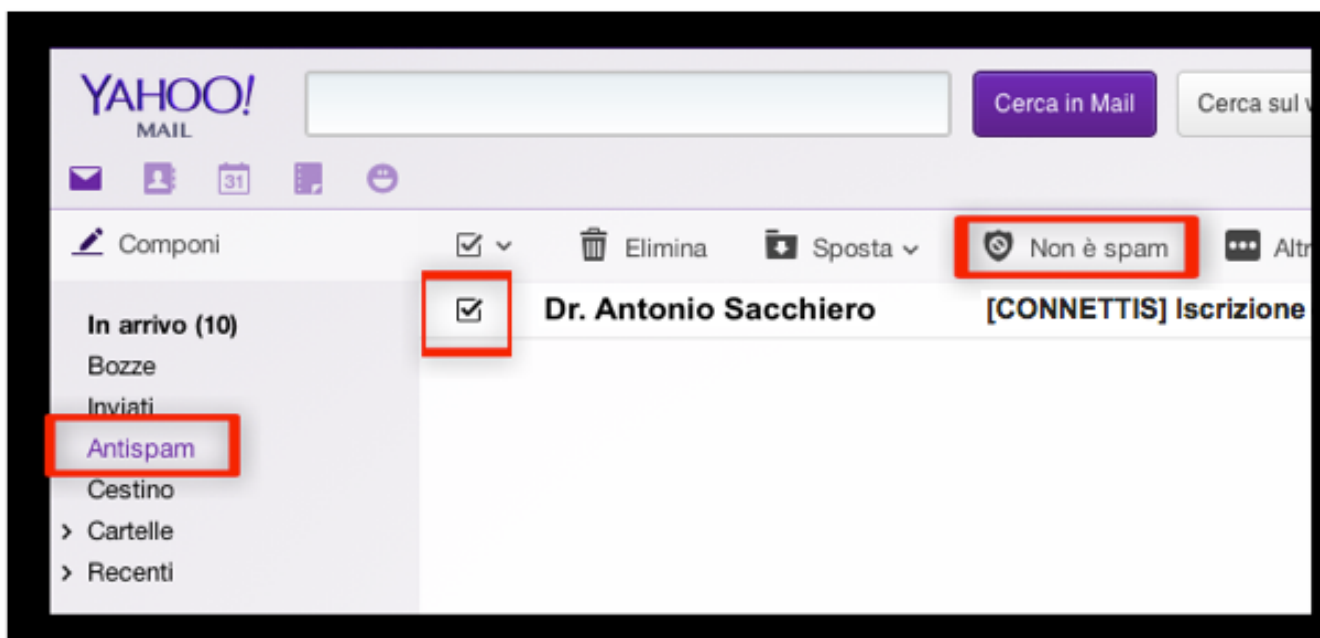 YAHOO!
MAIL
Cerca in Mail
Cerca sul
31
Componi
Elimina
Sposta
Non è spam
In arrivo (10)
Bozze
Inviati
Antispam
Cestino
Cartelle
Recenti
Dr. Antonio Sacchiero
[CONNETTIS] Iscrizione